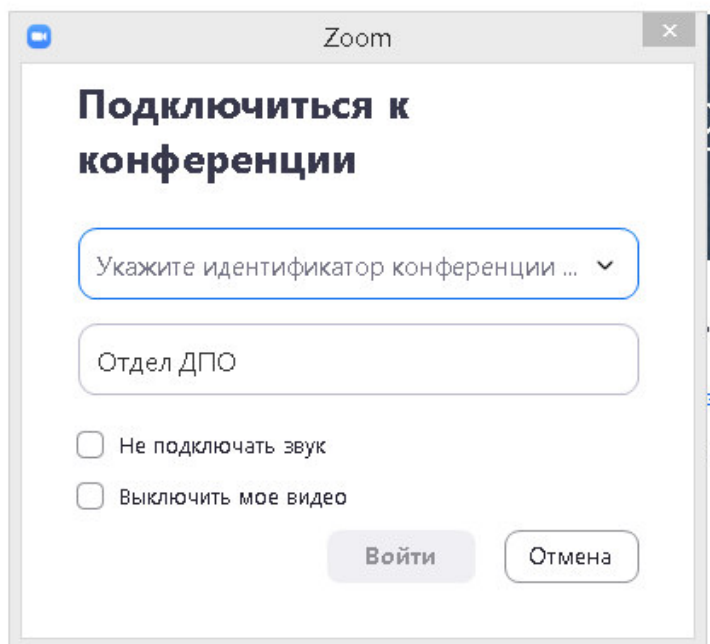 Zoom
Подключиться к
конференции
Укажите идентификатор конференции ...
Отдел ДПО
Не подключать звук
Выключить мое видео
Войти
Отмена